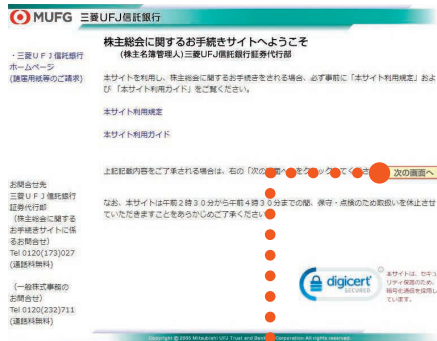 MUFG 三菱UFJ信託銀行
・三菱UFJ信託銀行
ホームページ
(諸届用紙等のご請求)
株主総会に関するお手続きサイトへようこそ
(株主名簿管理人)三菱UFJ信託銀行証券代行部
本サイトを利用し、株主総会に関するお手続きをされる場合、必ず事前に「本サイト利用規定」およ
び 「本サイト利用ガイド」をご覧ください。
本サイト利用規定
本サイト利用ガイド
上記記載内容をご了承される場合は、右の「次の画面へ」をクリックしてくださ
次の画面へ
なお、本サイトは午前2時30分から午前4時30分までの間、保守・点検のため取扱いを休止させ
ていただきますことをあらかじめご了承ください
お問合せ先
三菱UFJ信託銀行
証券代行部
(株主総会に関する
お手続きサイトに係
るお問合せ)
Tel 0120(173)027
(通話料無料)
(一般株式事務の
お問合せ)
Tel 0120(232)711
(通話料無料)
digicert
SECURED
本サイトは、セキュ
リティ保護のため、
暗号化通信を採用し
ています。
Copyright © 2006 Mitsubishi UFJ Trust and Banking Corporation All rights reserved.